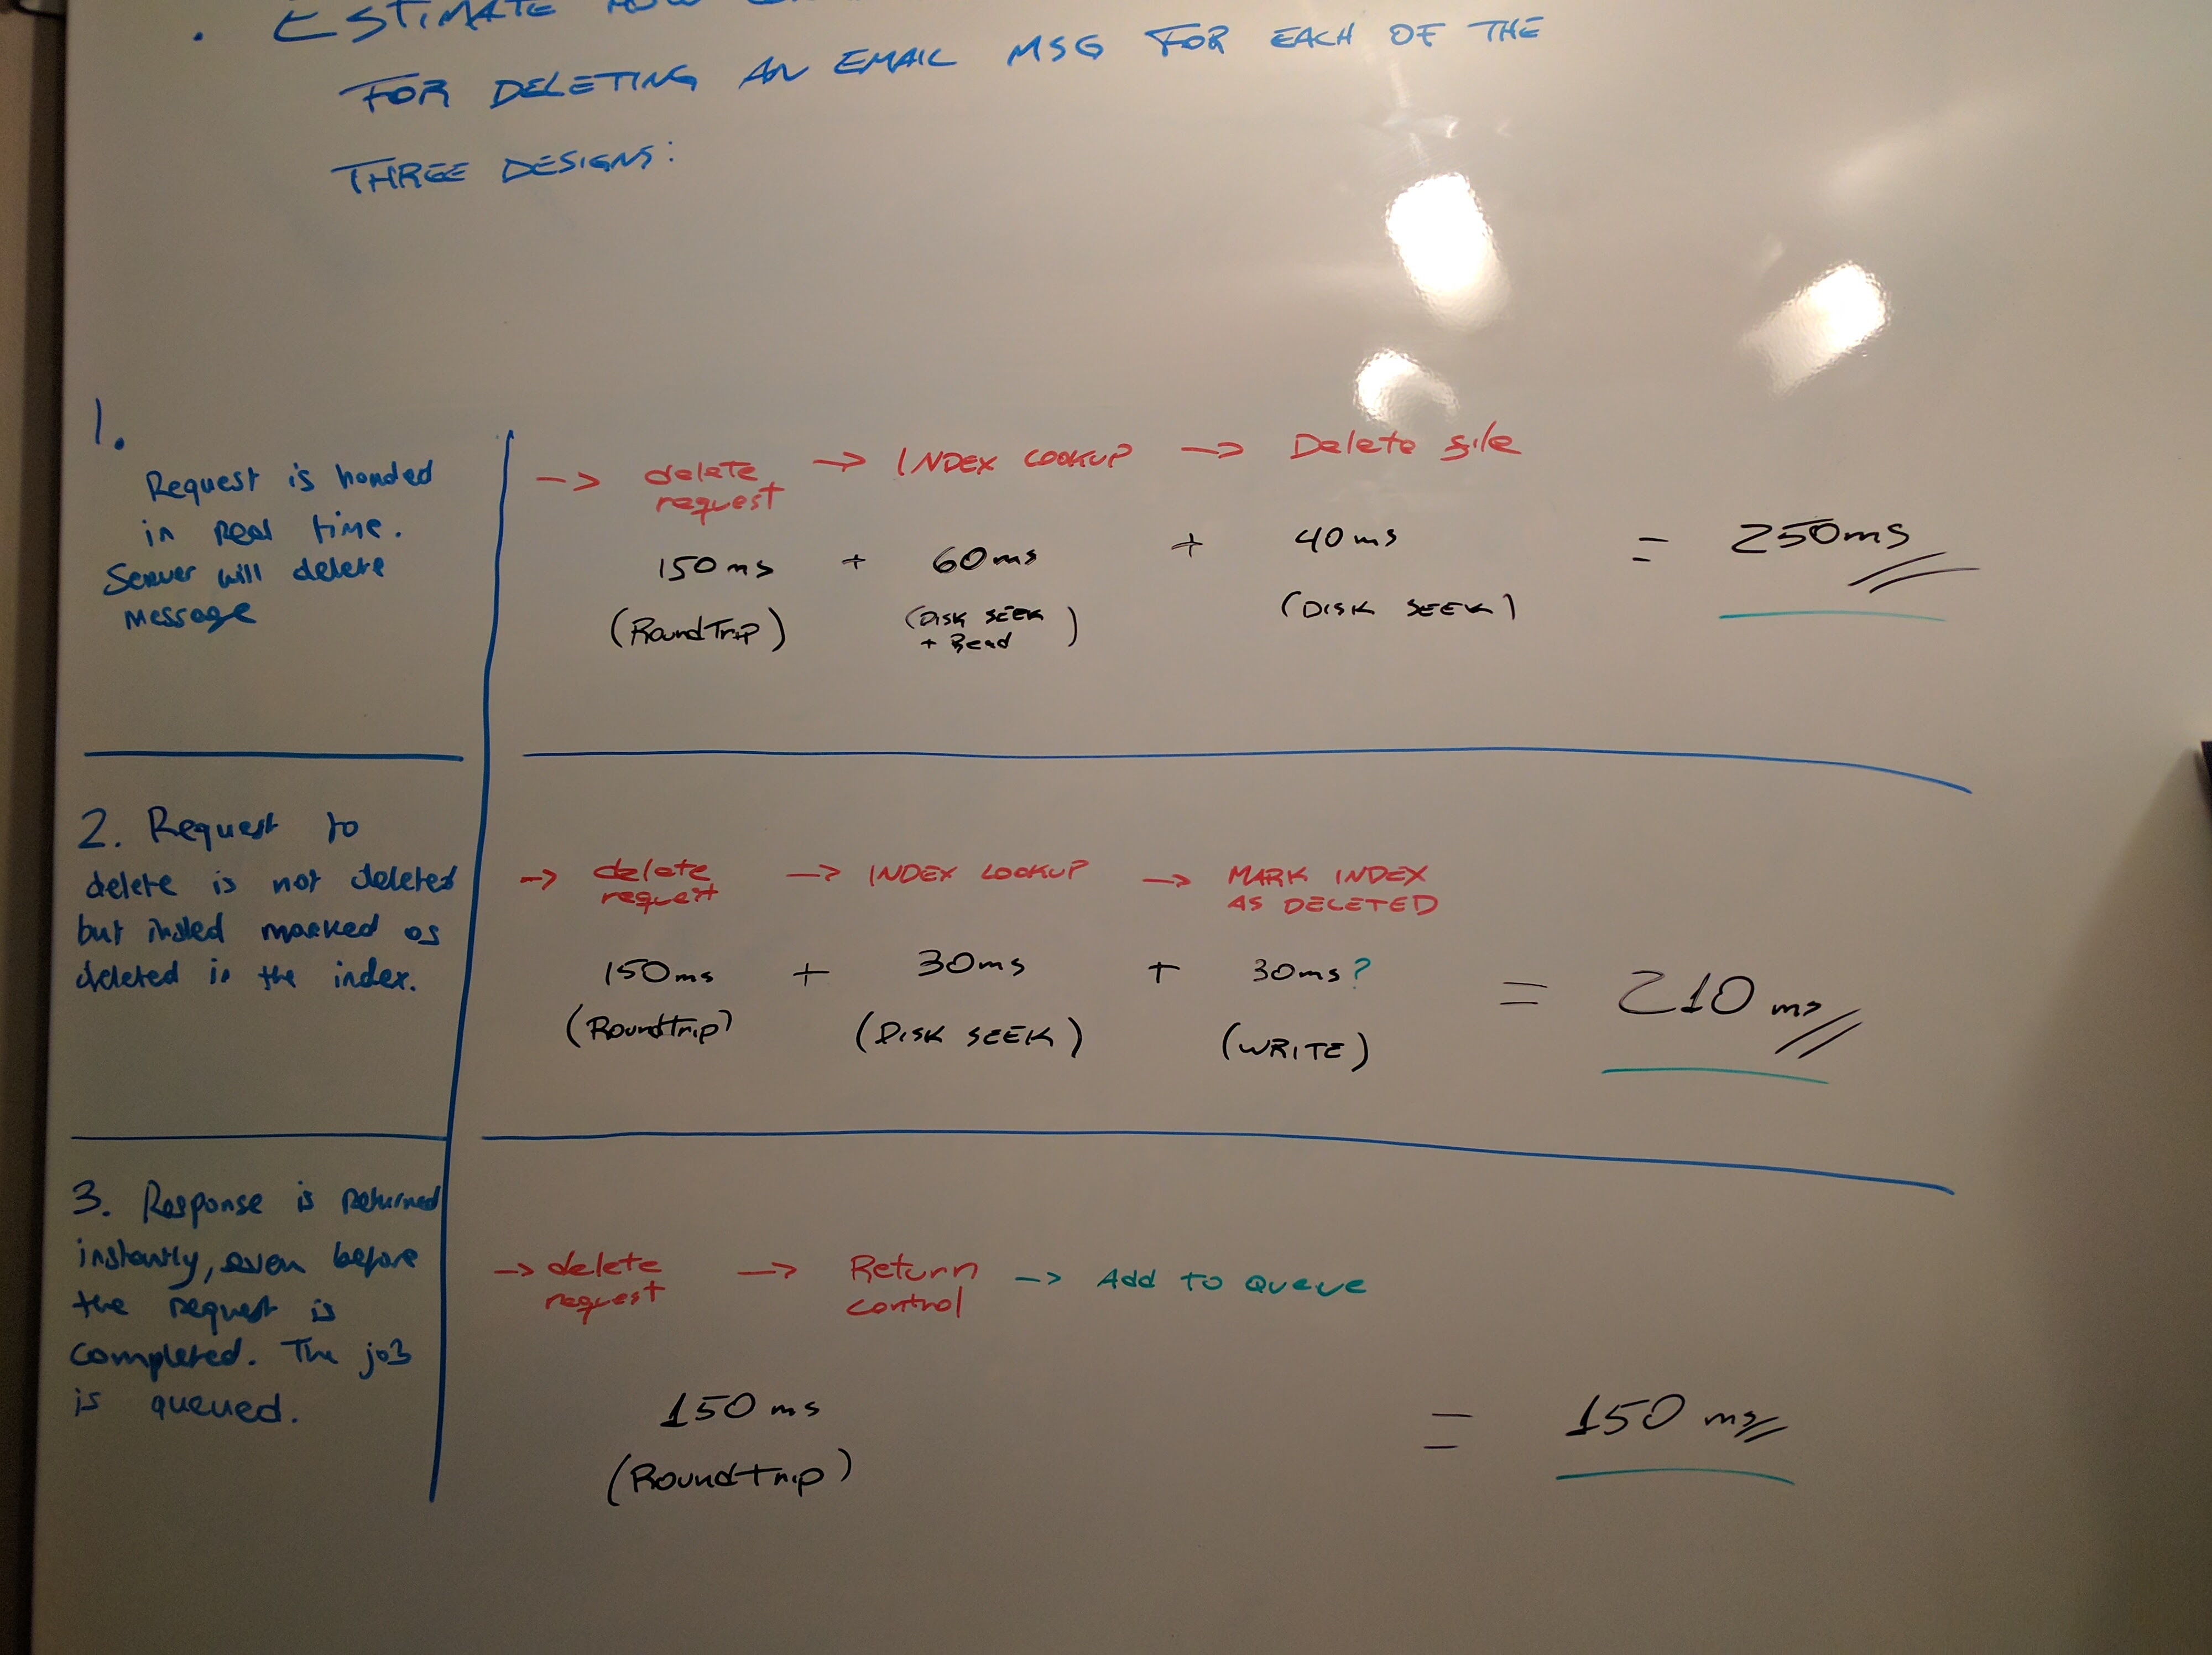 . ESTIMATE HOW
FOR DELETING AN EMAIL MSG FOR EACH OF THE
THREE DESIGNS:
1.
Request is honded
in real time.
Server will delete
message
-> delete -> INDEX LOOKUP -> Delete file
request
150ms + 60ms + 40ms = 250ms
(RoundTrip) (DISK SEEK (DISK SEEK)
+ Read)
2. Request to
delete is not deleted
but insted marked as
deleted in the index.
-> delete -> INDEX LOOKUP -> MARK INDEX
request AS DELETED
150ms + 30ms + 30ms? = 210 ms
(RoundTrip) (DISK SEEK) (WRITE)
3. Response is returned
instantly, even before
the request is
completed. The job
is queued.
-> delete -> Return -> Add to Queue
request control
150 ms = 150 ms
(RoundTrip)